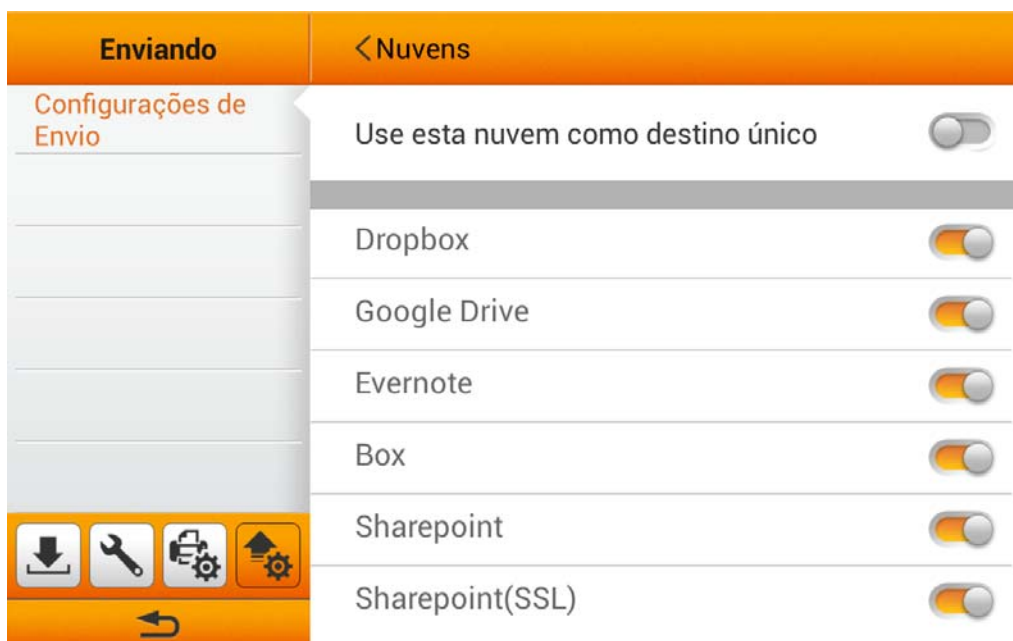 Enviando
<Nuvens
Configurações de
Envio
Use esta nuvem como destino único
Dropbox
Google Drive
Evernote
Box
Sharepoint
Sharepoint(SSL)